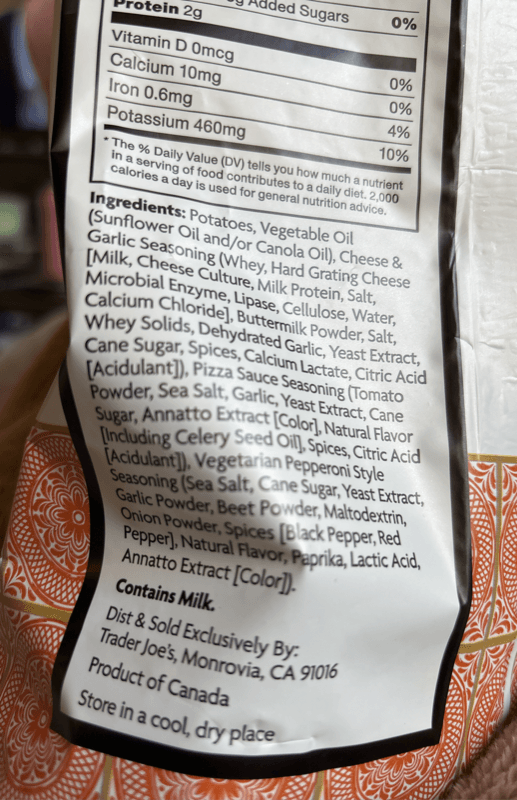 g Added Sugars 0%
Protein 2g
Vitamin D 0mcg 0%
Calcium 10mg 0%
Iron 0.6mg 4%
Potassium 460mg 10%
* The % Daily Value (DV) tells you how much a nutrient
in a serving of food contributes to a daily diet. 2,000
calories a day is used for general nutrition advice.
Ingredients: Potatoes, Vegetable Oil
(Sunflower Oil and/or Canola Oil), Cheese &
Garlic Seasoning (Whey, Hard Grating Cheese
[Milk, Cheese Culture, Milk Protein, Salt,
Microbial Enzyme, Lipase, Cellulose, Water,
Calcium Chloride], Buttermilk Powder, Salt,
Whey Solids, Dehydrated Garlic, Yeast Extract,
Cane Sugar, Spices, Calcium Lactate, Citric Acid
[Acidulant]), Pizza Sauce Seasoning (Tomato
Powder, Sea Salt, Garlic, Yeast Extract, Cane
Sugar, Annatto Extract [Color], Natural Flavor
[Including Celery Seed Oil], Spices, Citric Acid
[Acidulant]), Vegetarian Pepperoni Style
Seasoning (Sea Salt, Cane Sugar, Yeast Extract,
Garlic Powder, Beet Powder, Maltodextrin,
Onion Powder, Spices [Black Pepper, Red
Pepper], Natural Flavor, Paprika, Lactic Acid,
Annatto Extract [Color]).
Contains Milk.
Dist & Sold Exclusively By:
Trader Joe's, Monrovia, CA 91016
Product of Canada
Store in a cool, dry place